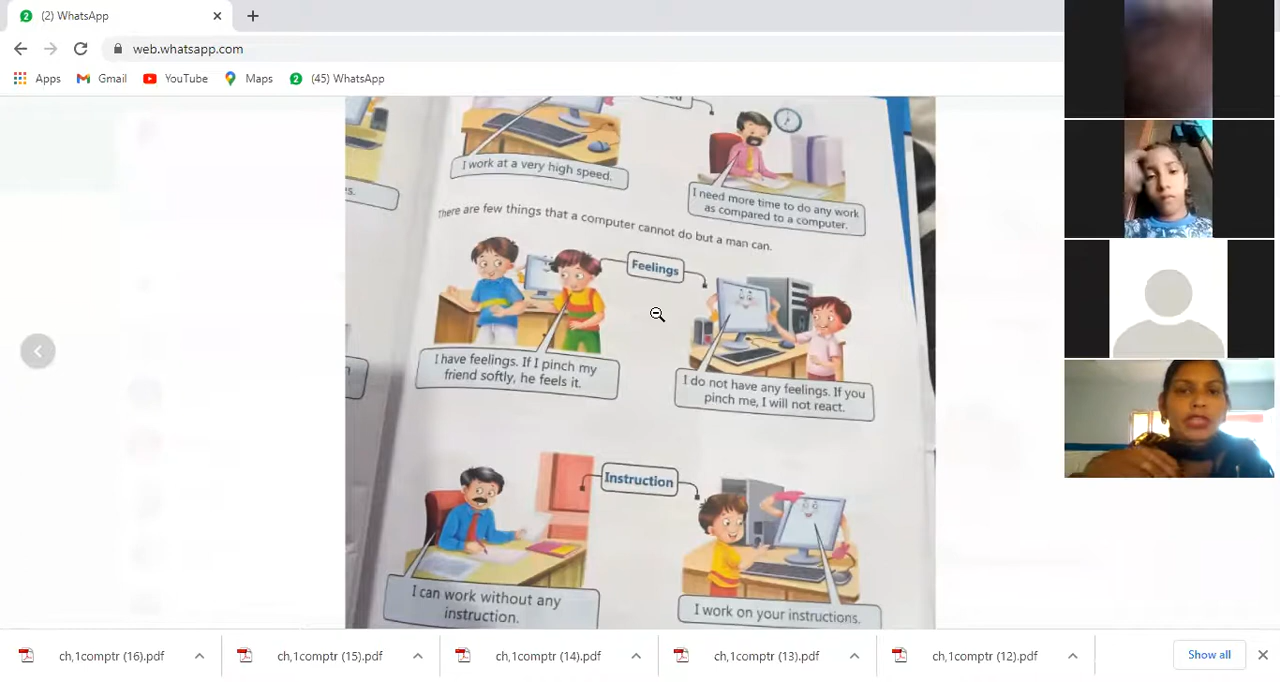 (2) WhatsApp
web.whatsapp.com
Apps
Gmail
YouTube
Maps
(45) WhatsApp
I work at a very high speed.
I need more time to do any work
as compared to a computer.
There are few things that a computer cannot do but a man can.
Feelings
I have feelings. If I pinch my
friend softly, he feels it.
I do not have any feelings. If you
pinch me, I will not react.
Instruction
I can work without any
instruction.
I work on your instructions.
ch,1comptr (16).pdf
ch,1comptr (15).pdf
ch,1comptr (14).pdf
ch,1comptr (13).pdf
ch,1comptr (12).pdf
Show all